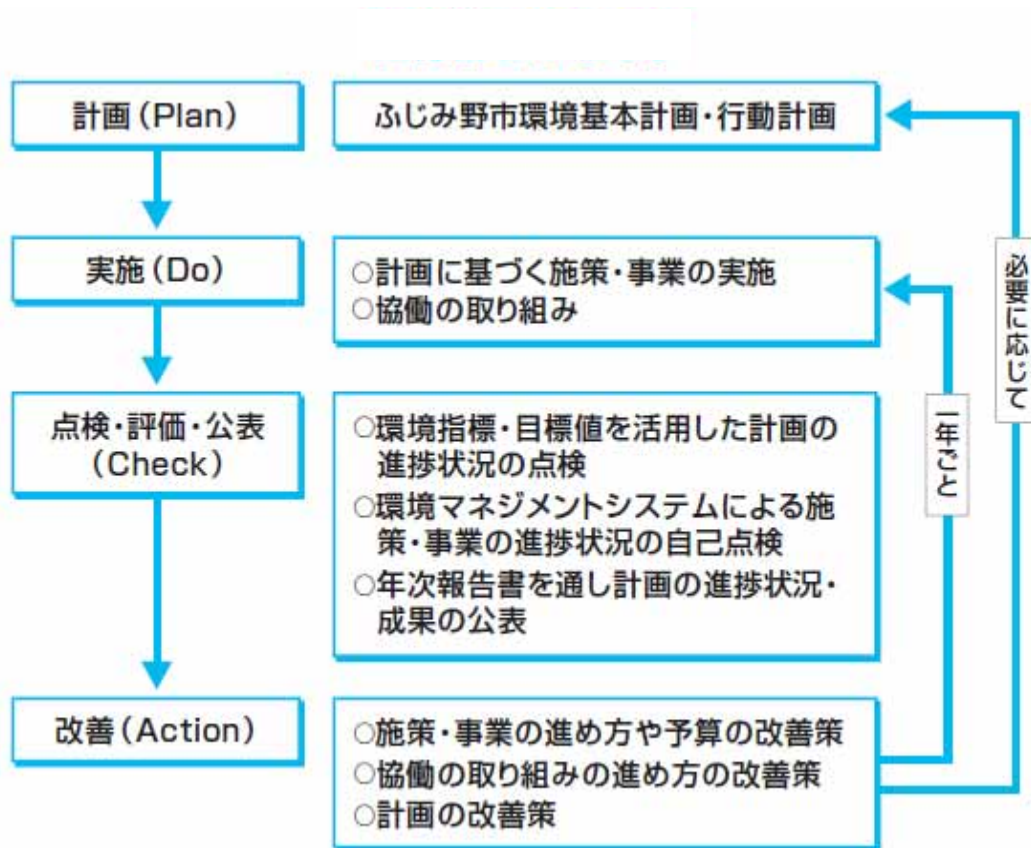 計画(Plan)
ふじみ野市環境基本計画・行動計画
実施(Do)
○計画に基づく施策・事業の実施
○協働の取り組み
点検・評価・公表
(Check)
○環境指標・目標値を活用した計画の
進捗状況の点検
○環境マネジメントシステムによる施
策・事業の進捗状況の自己点検
○年次報告書を通し計画の進捗状況・
成果の公表
改善(Action)
○施策・事業の進め方や予算の改善策
○協働の取り組みの進め方の改善策
○計画の改善策
一年ごと
必要に応じて